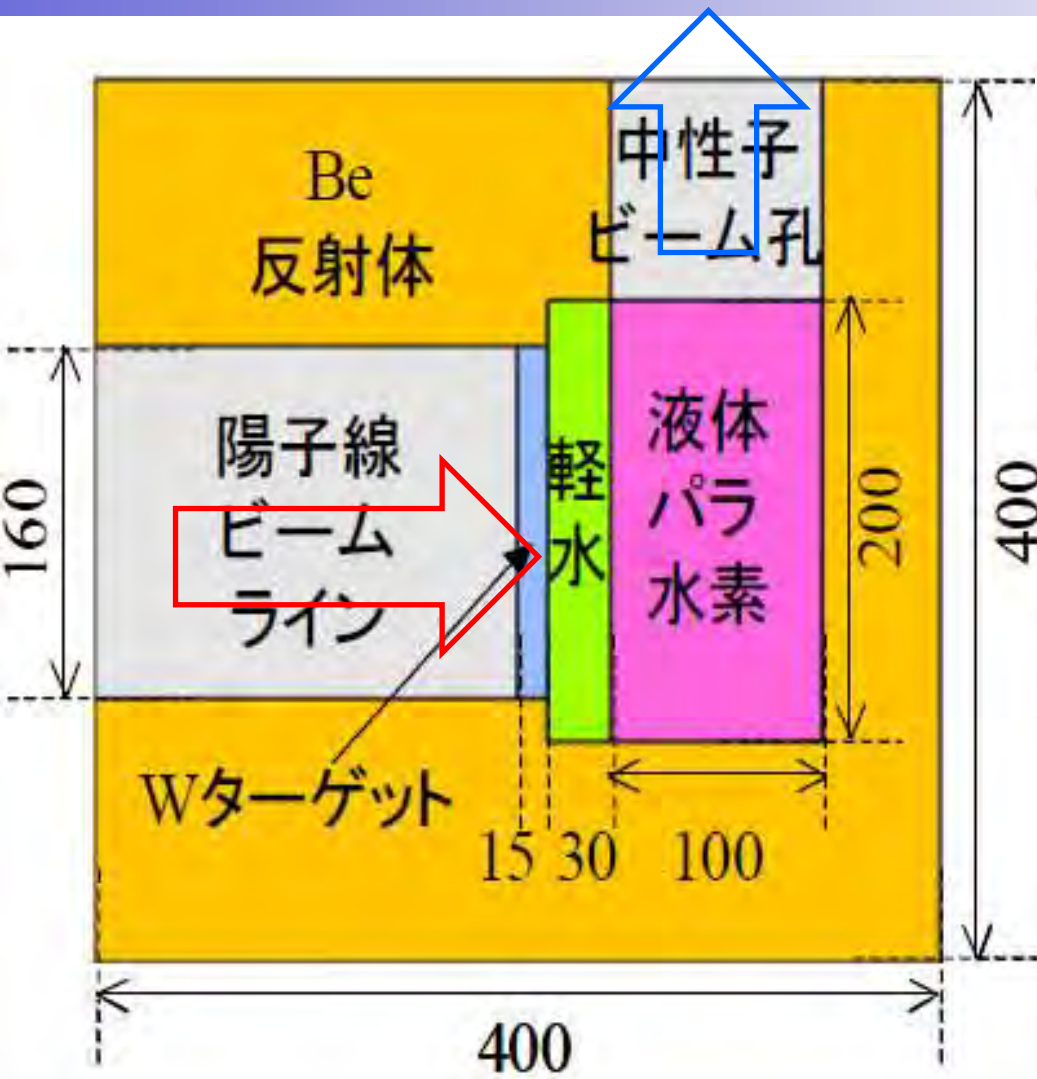 中性子
ビーム孔
Be
反射体
陽子線
ビーム
ライン
軽
水
液体
パラ
水素
160
200
400
Wターゲット
15 30 100
400